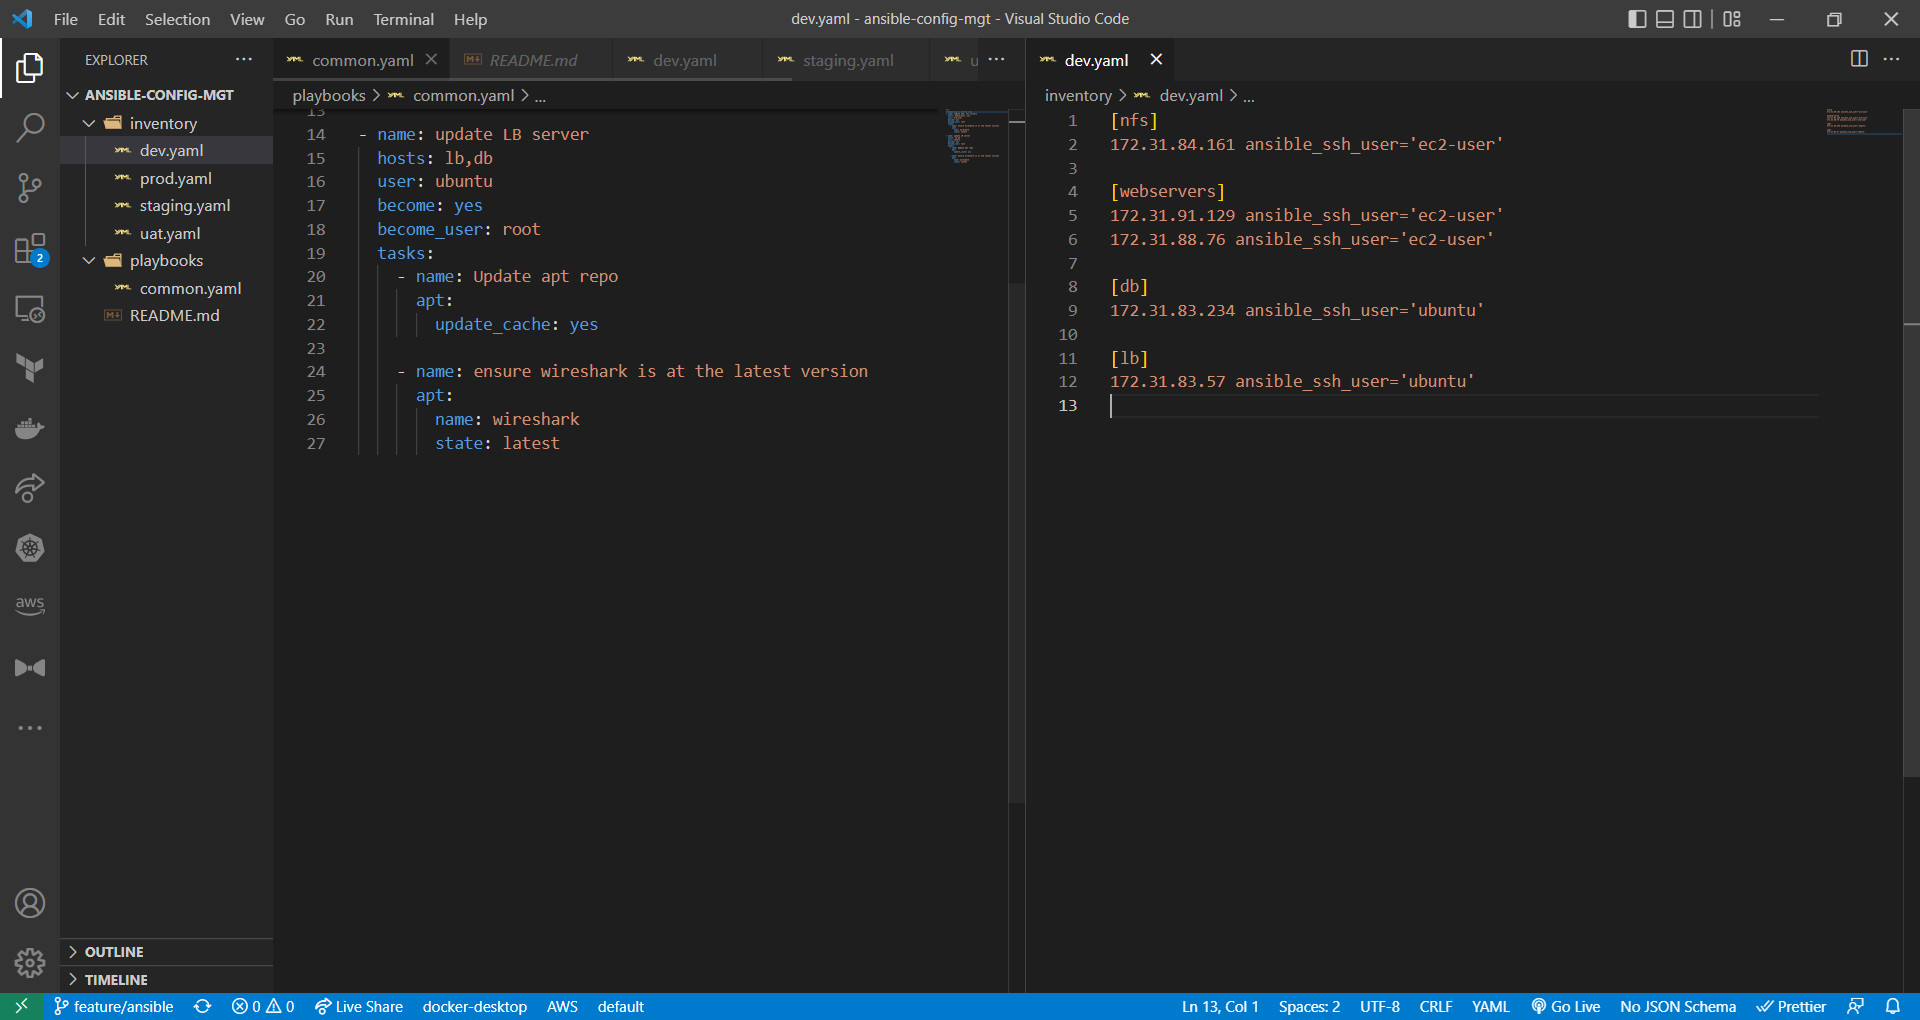 File Edit Selection View Go Run Terminal Help
dev.yaml - ansible-config-mgt - Visual Studio Code
EXPLORER
ANSIBLE-CONFIG-MGT
inventory
dev.yaml
prod.yaml
staging.yaml
uat.yaml
playbooks
common.yaml
README.md
2
aws
OUTLINE
TIMELINE
common.yaml README.md dev.yaml staging.yaml u
playbooks > common.yaml > ...
13
14 - name: update LB server
15 hosts: lb,db
16 user: ubuntu
17 become: yes
18 become_user: root
19 tasks:
20 - name: Update apt repo
21 apt:
22 update_cache: yes
23
24 - name: ensure wireshark is at the latest version
25 apt:
26 name: wireshark
27 state: latest
dev.yaml
inventory > dev.yaml > ...
1 [nfs]
2 172.31.84.161 ansible_ssh_user='ec2-user'
3
4 [webservers]
5 172.31.91.129 ansible_ssh_user='ec2-user'
6 172.31.88.76 ansible_ssh_user='ec2-user'
7
8 [db]
9 172.31.83.234 ansible_ssh_user='ubuntu'
10
11 [lb]
12 172.31.83.57 ansible_ssh_user='ubuntu'
13
feature/ansible 0 0 Live Share docker-desktop AWS default
Ln 13, Col 1 Spaces: 2 UTF-8 CRLF YAML Go Live No JSON Schema Prettier